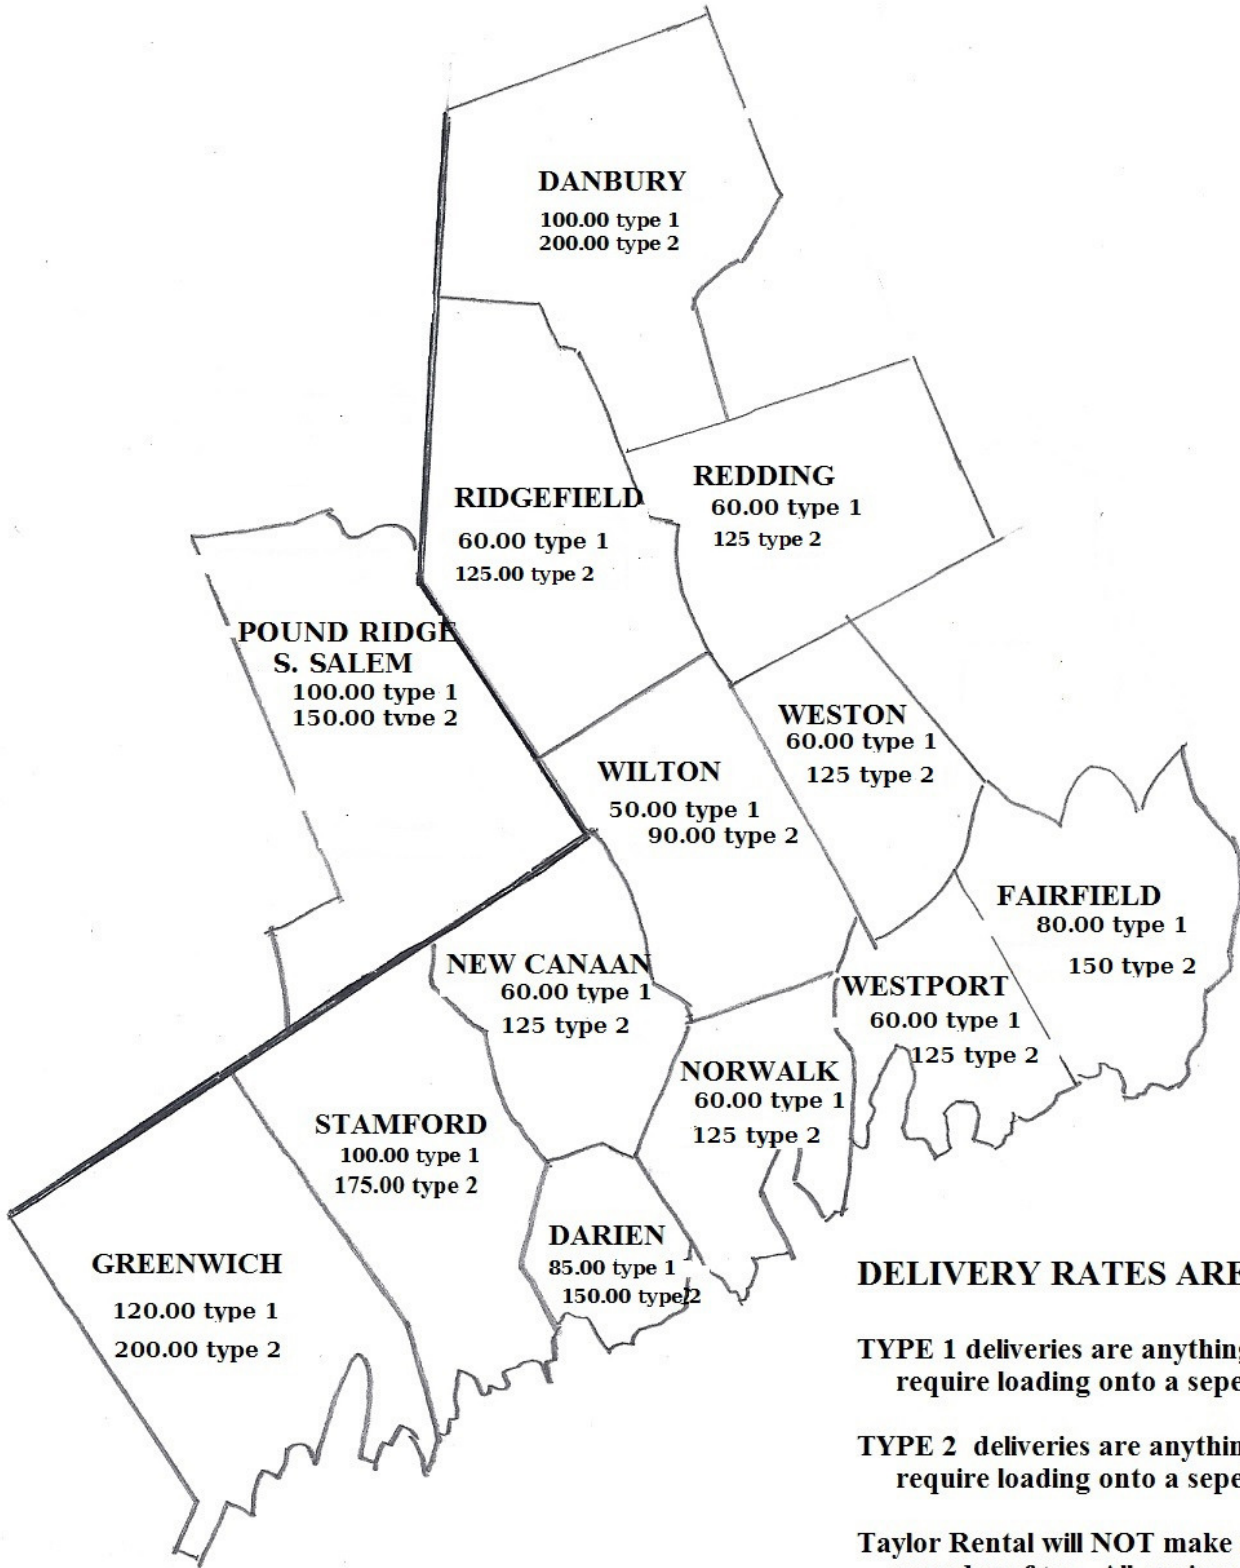 DANBURY
100.00 type 1
200.00 type 2
RIDGEFIELD
60.00 type 1
125.00 type 2
REDDING
60.00 type 1
125 type 2
POUND RIDGE
S. SALEM
100.00 type 1
150.00 type 2
WESTON
60.00 type 1
125 type 2
WILTON
50.00 type 1
90.00 type 2
FAIRFIELD
80.00 type 1
150 type 2
NEW CANAAN
60.00 type 1
125 type 2
WESTPORT
60.00 type 1
125 type 2
NORWALK
60.00 type 1
125 type 2
STAMFORD
100.00 type 1
175.00 type 2
DARIEN
85.00 type 1
150.00 type 2
GREENWICH
120.00 type 1
200.00 type 2
DELIVERY RATES ARE
TYPE 1 deliveries are anything
require loading onto a sepe
TYPE 2 deliveries are anythin
require loading onto a sepe
Taylor Rental will NOT make